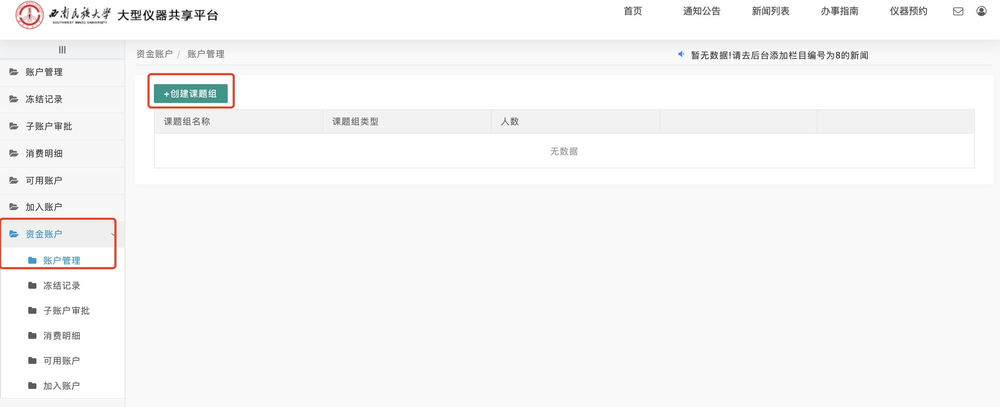 西南民族大学 大型仪器共享平台
SOUTHWEST MINZU UNIVERSITY
首页 通知公告 新闻列表 办事指南 仪器预约
资金账户 / 账户管理
暂无数据!请去后台添加栏目编号为8的新闻
账户管理
冻结记录
子账户审批
消费明细
可用账户
加入账户
资金账户
账户管理
冻结记录
子账户审批
消费明细
可用账户
加入账户
+创建课题组
课题组名称 课题组类型 人数
无数据